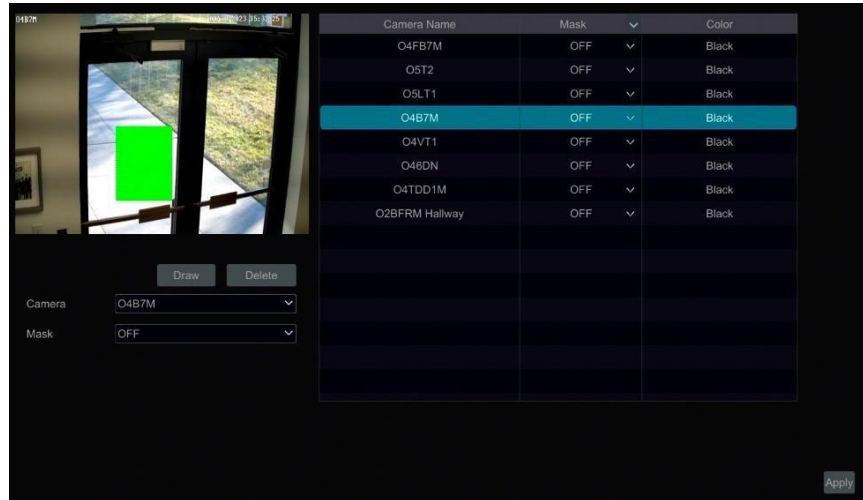 O4B7M
Camera Name Mask Color
O4FB7M OFF Black
O5T2 OFF Black
O5LT1 OFF Black
O4B7M OFF Black
O4VT1 OFF Black
O46DN OFF Black
O4TDD1M OFF Black
O2BFRM Hallway OFF Black
Draw Delete
Camera O4B7M
Mask OFF
Apply